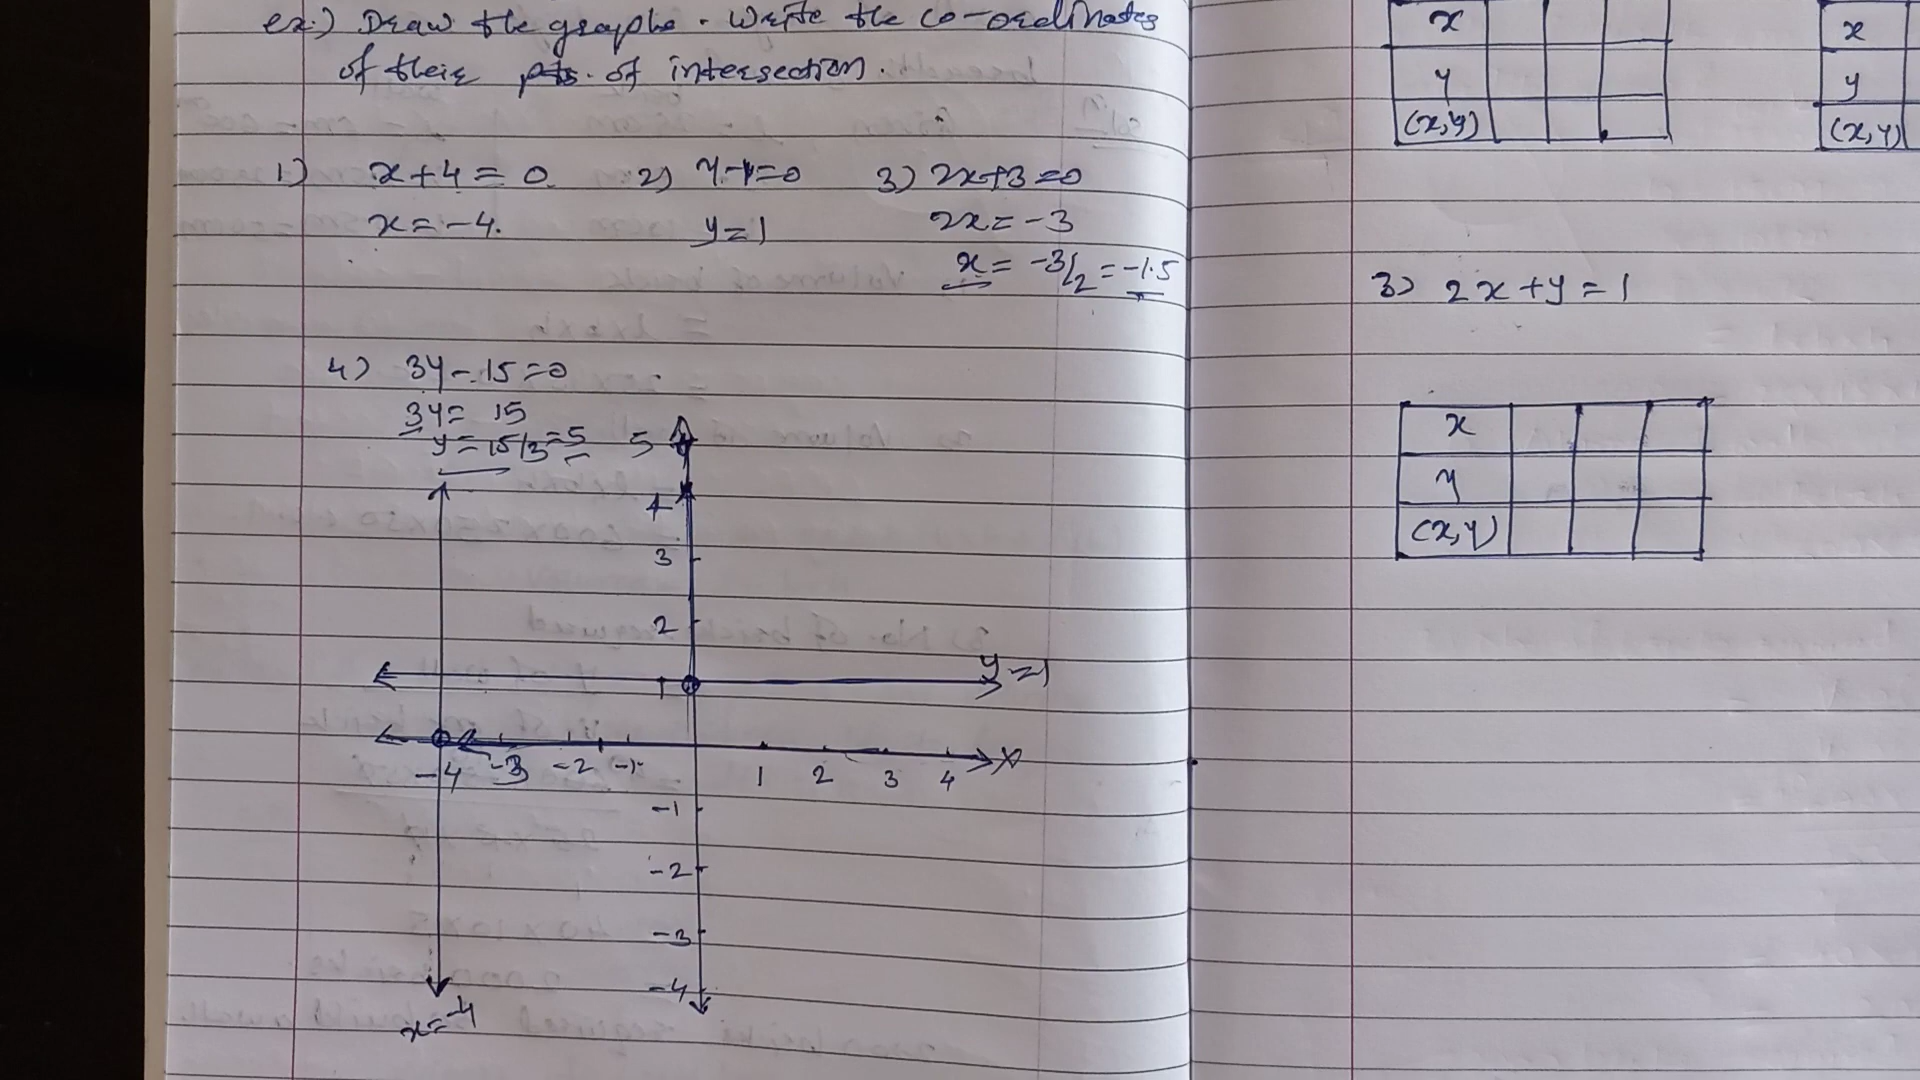 ex:) Draw the graphs. Write the co-ordinates
of their pts. of intersection.
1) x+4=0. 2) y-1=0 3) 2x+3=0
x=-4. y=1 2x=-3
x= -3/2 =-1.5
4) 3y-15=0
3y= 15
y=15/3=5
5
4
3
2
1 y=1
-4 -3 -2 -1 1 2 3 4 X
-1
-2
-3
-4
x=-4
x
y
(x,y)
x
y
(x,y)
3) 2x+y=1
x
y
(x,y)